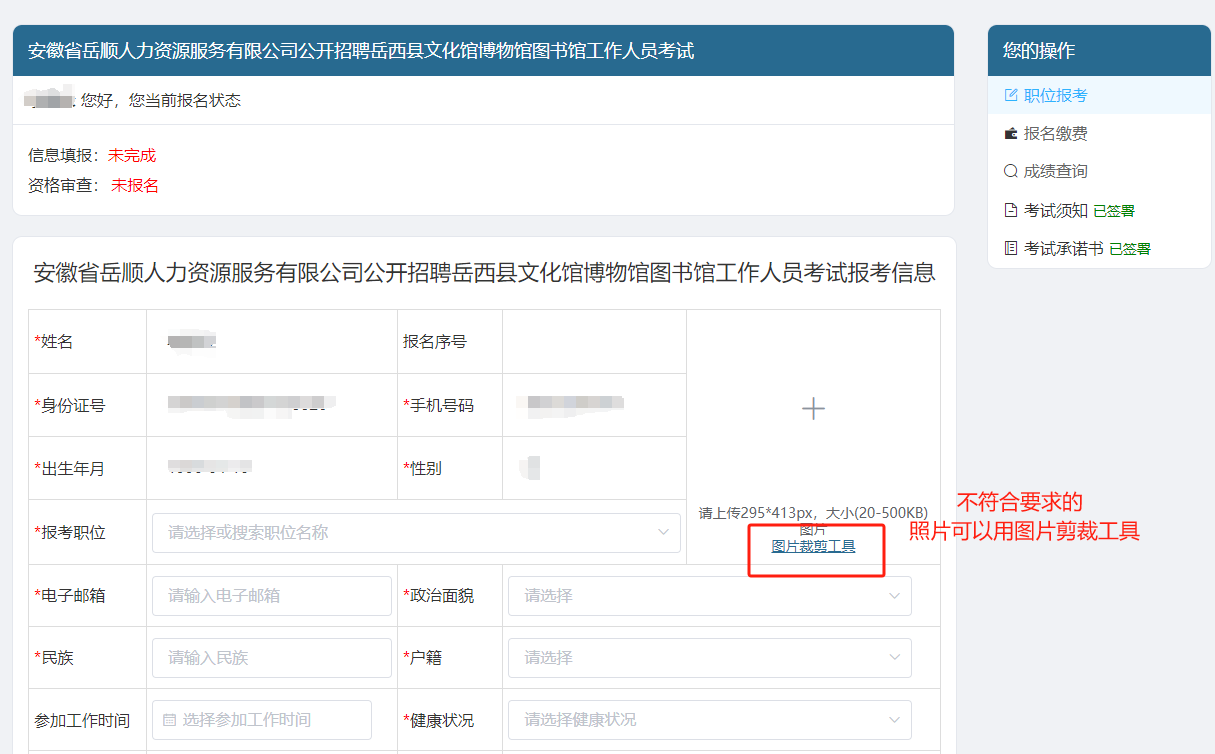 安徽省岳顺人力资源服务有限公司公开招聘岳西县文化馆博物馆图书馆工作人员考试
您好，您当前报名状态
信息填报：未完成
资格审查：未报名
您的操作
职位报考
报名缴费
成绩查询
考试须知 已签署
考试承诺书 已签署
安徽省岳顺人力资源服务有限公司公开招聘岳西县文化馆博物馆图书馆工作人员考试报考信息
*姓名
报名序号
*身份证号
*手机号码
*出生年月
*性别
*报考职位
请选择或搜索职位名称
请上传295*413px，大小(20-500KB)
图片
图片裁剪工具
不符合要求的
照片可以用图片剪裁工具
*电子邮箱
请输入电子邮箱
*政治面貌
请选择
*民族
请输入民族
*户籍
请选择
参加工作时间
选择参加工作时间
*健康状况
请选择健康状况